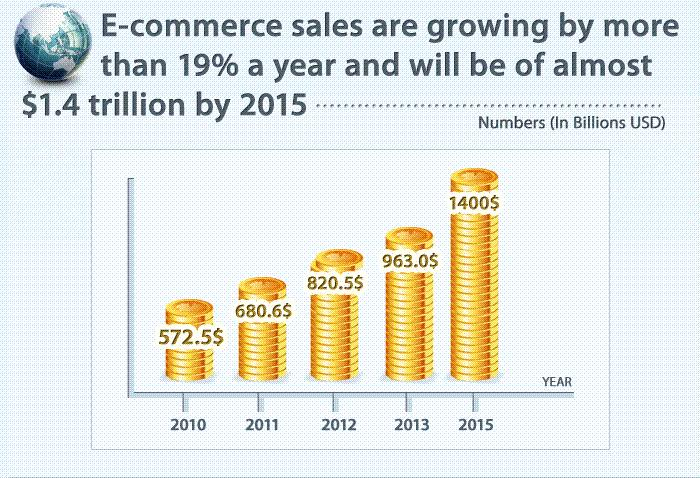 E-commerce sales are growing by more
than 19% a year and will be of almost
$1.4 trillion by 2015
Numbers (In Billions USD)
1400$
963.0$
820.5$
680.6$
572.5$
YEAR
2010 2011 2012 2013 2015